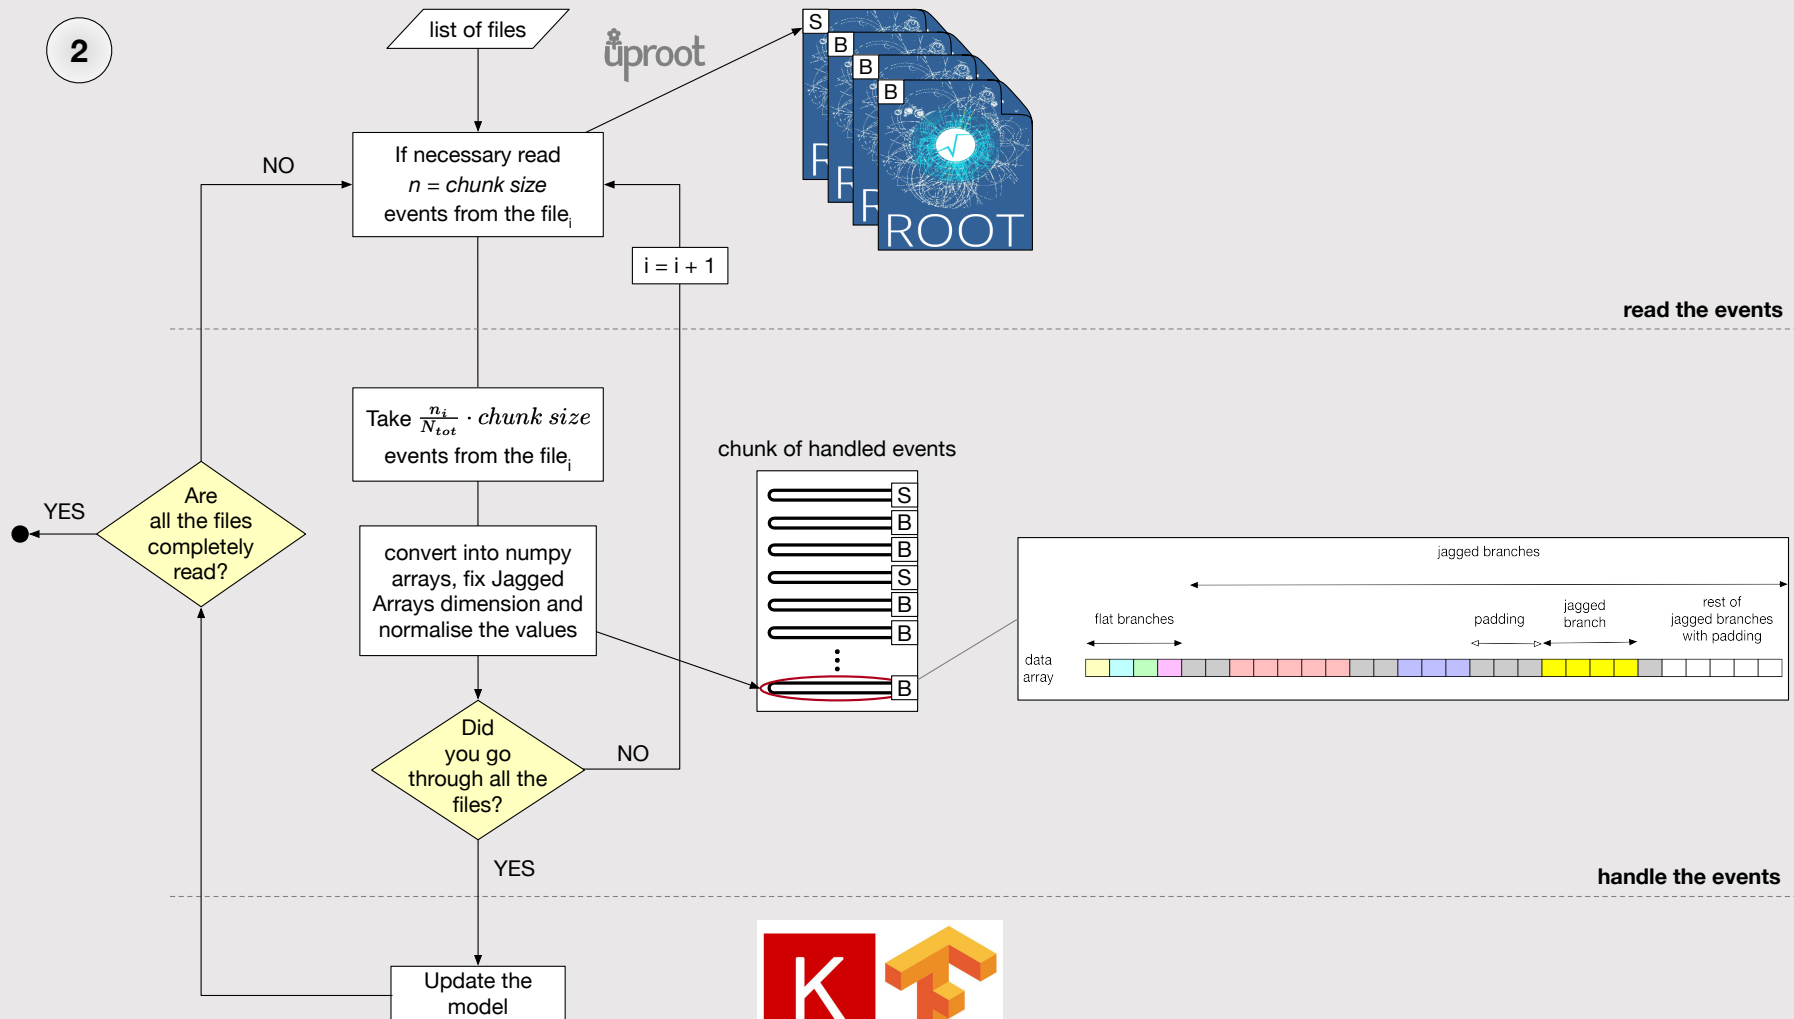 2
list of files
uproot
S
B
B
B
R
R
R
ROOT
NO
If necessary read
n = chunk size
events from the file_i
i = i + 1
read the events
Take n_i/N_tot · chunk size
events from the file_i
chunk of handled events
S
B
B
S
B
B
B
Are
all the files
completely
read?
YES
convert into numpy
arrays, fix Jagged
Arrays dimension and
normalise the values
jagged branches
flat branches
padding
jagged
branch
rest of
jagged branches
with padding
data
array
Did
you go
through all the
files?
NO
YES
handle the events
Update the
model
K